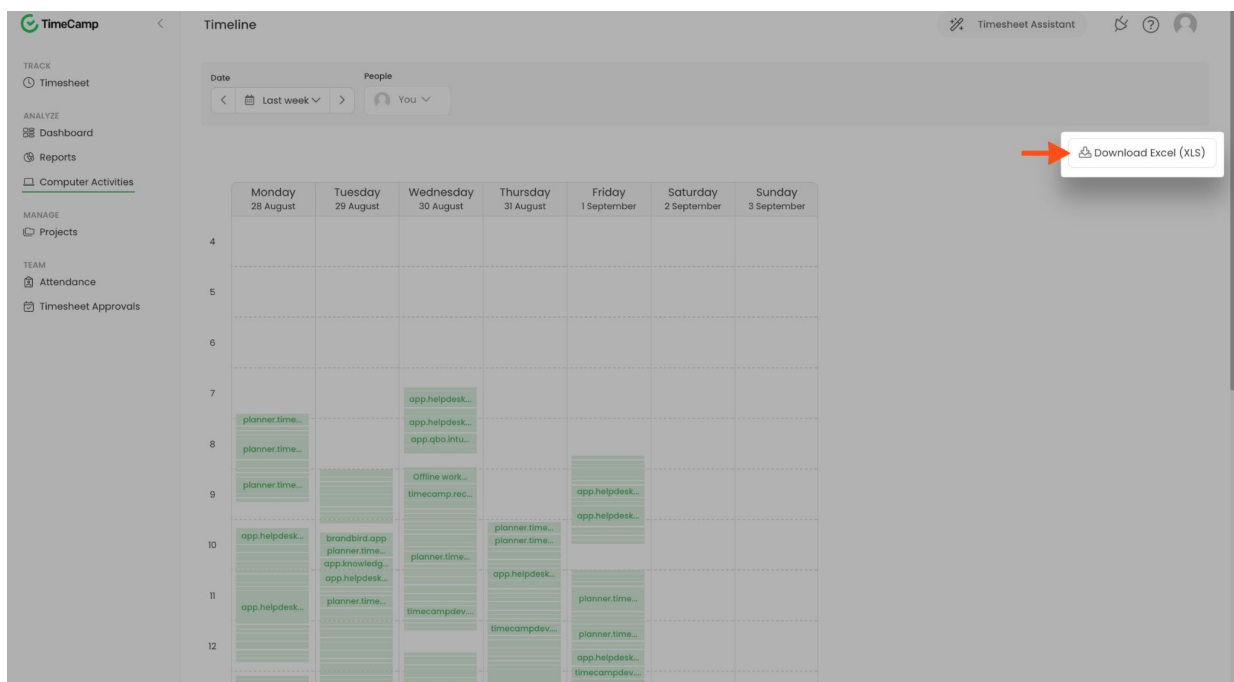 TimeCamp
Timeline
Timesheet Assistant
TRACK
Timesheet
ANALYZE
Dashboard
Reports
Computer Activities
MANAGE
Projects
TEAM
Attendance
Timesheet Approvals
Date
People
Last week
You
Download Excel (XLS)
Monday Tuesday Wednesday Thursday Friday Saturday Sunday
28 August 29 August 30 August 31 August 1 September 2 September 3 September
4
5
6
7
app.helpdesk...
planner.time... app.helpdesk...
app.qbo.intu...
8
planner.time...
Offline work...
planner.time...
9
timecamp.rec... app.helpdesk...
app.helpdesk...
planner.time...
app.helpdesk... brandbird.app planner.time...
10
planner.time... planner.time...
app.knowledg...
app.helpdesk... app.helpdesk...
11
planner.time... planner.time...
app.helpdesk... timecampdev....
timecampdev.... planner.time...
12
app.helpdesk...
timecampdev....